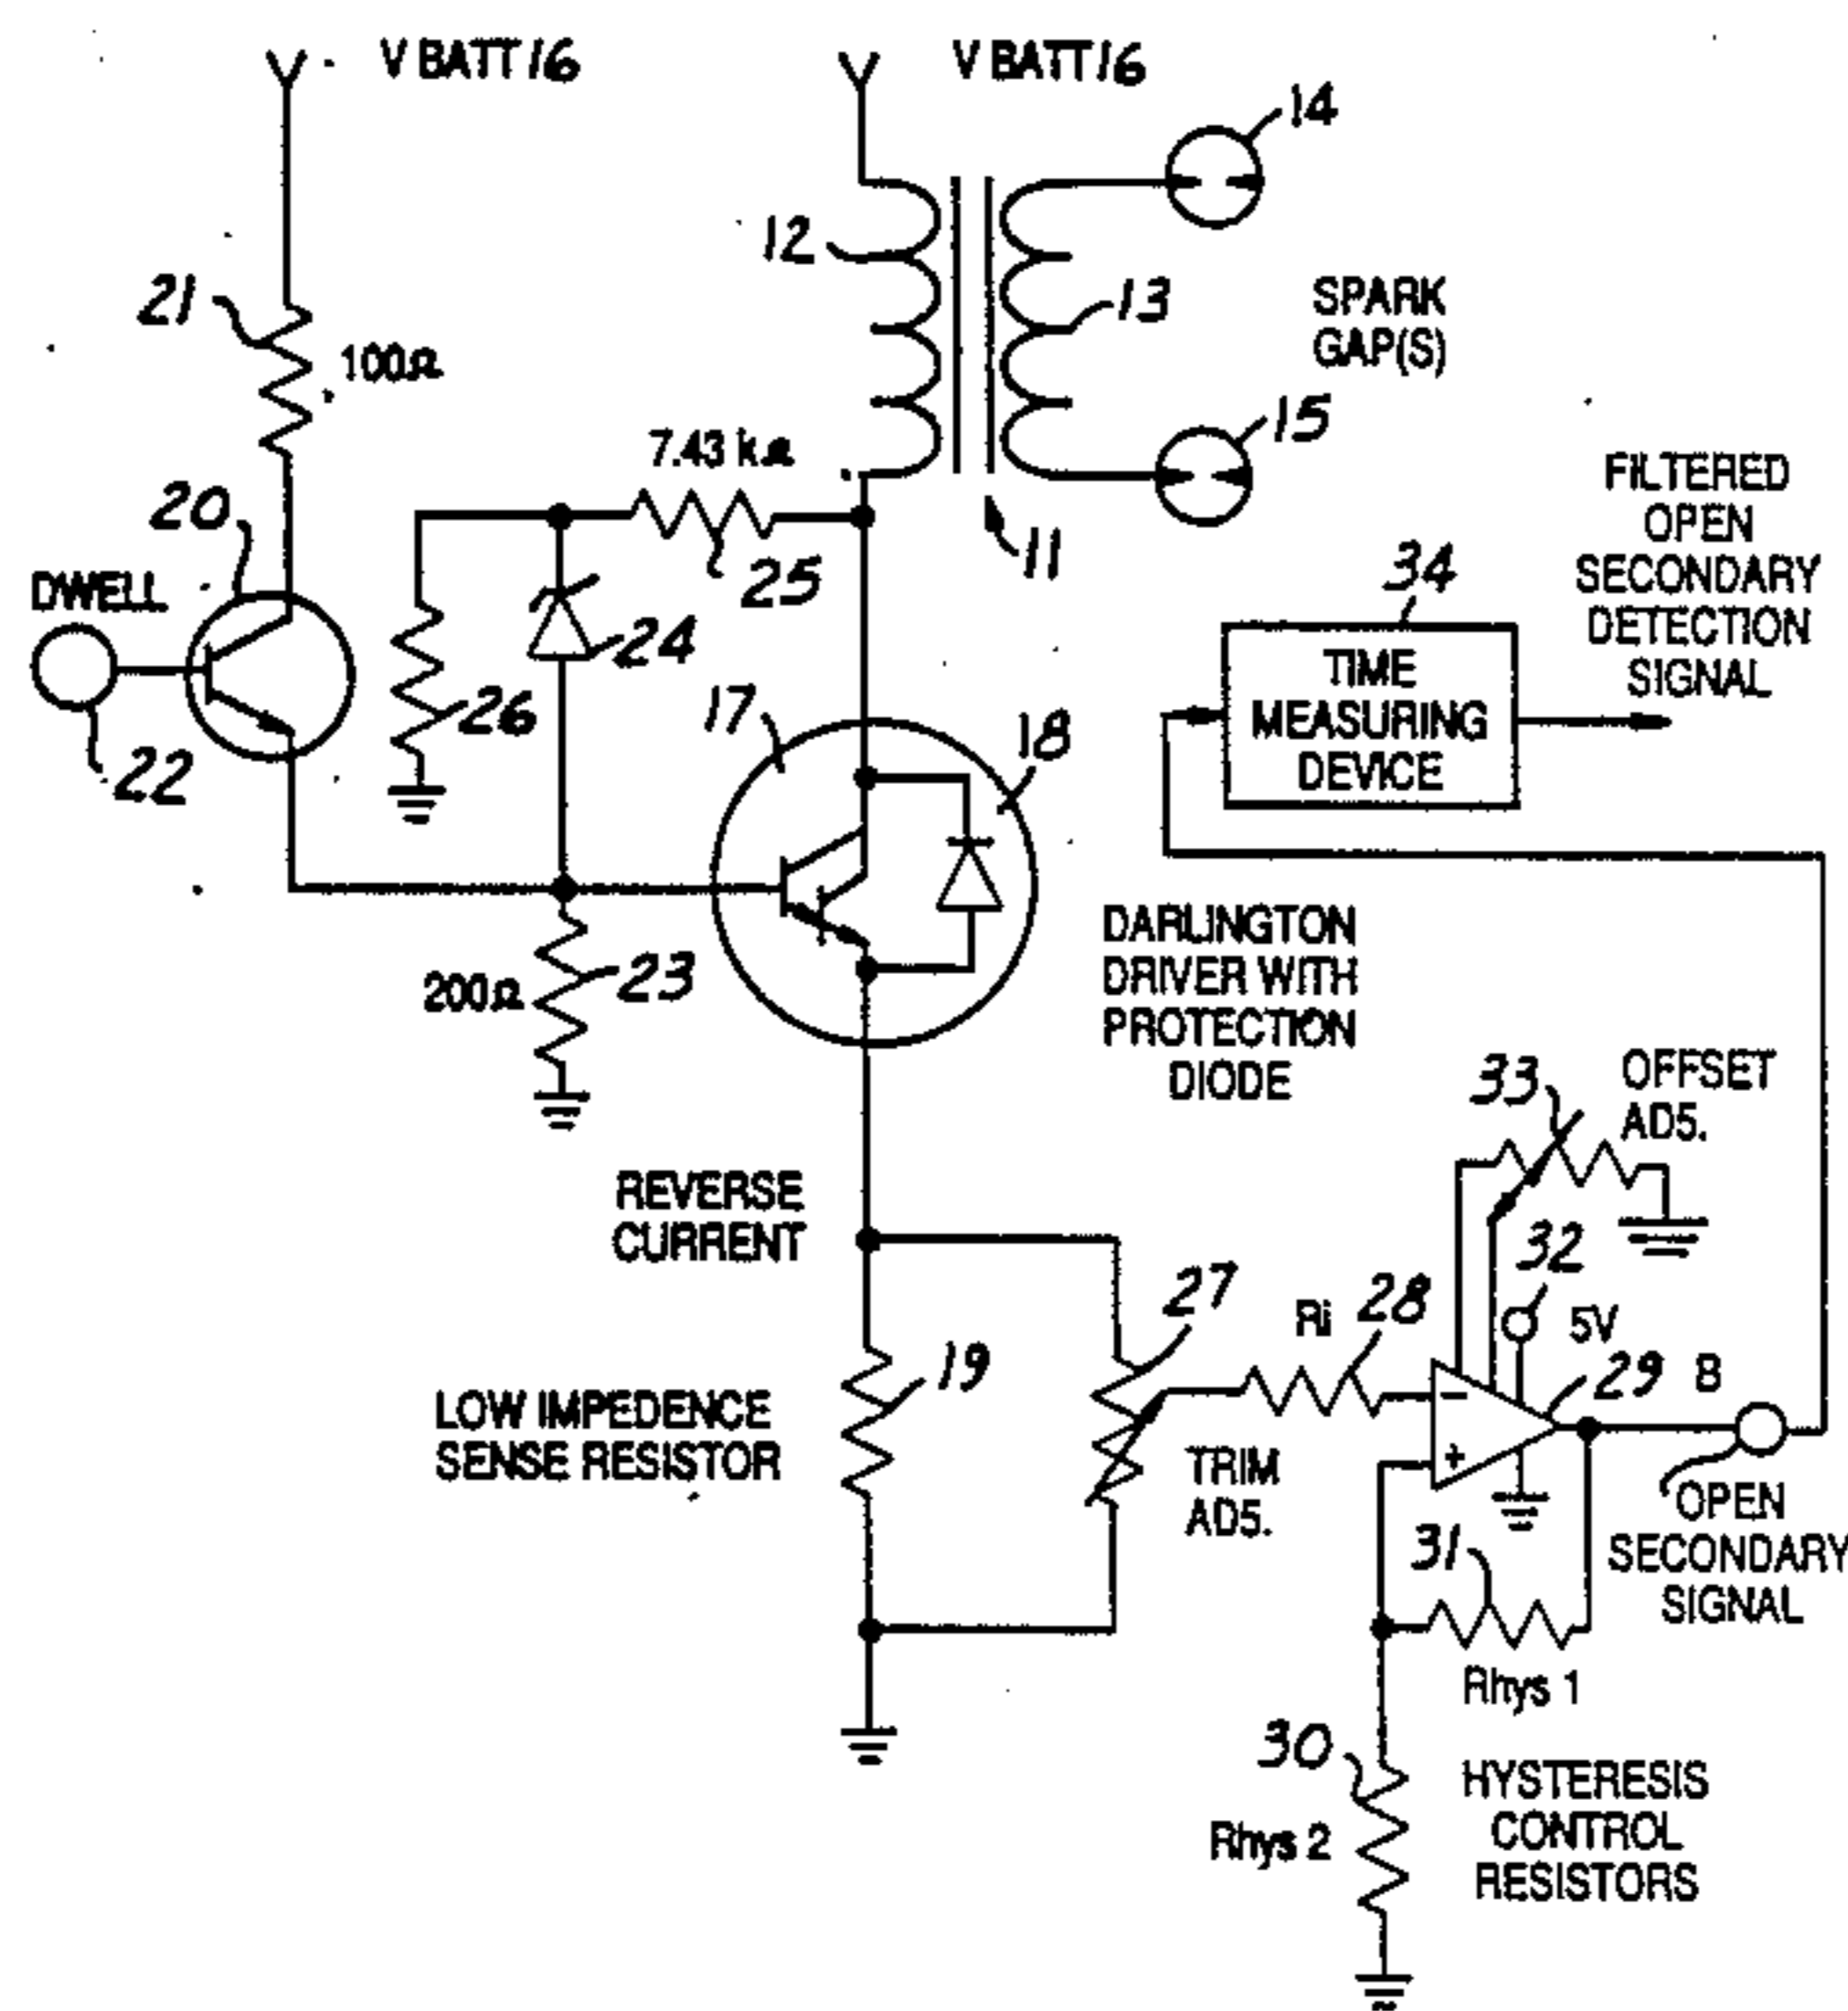 V BATT 16
V BATT 16
14
12
13
SPARK
GAP(S)
21
100Ω
15
7.43 kΩ
25
11
20
DWELL
22
24
26
FILTERED
OPEN
SECONDARY
DETECTION
SIGNAL
34
TIME
MEASURING
DEVICE
17
18
200Ω
23
DARLINGTON
DRIVER WITH
PROTECTION
DIODE
33
OFFSET
AD5.
REVERSE
CURRENT
32
5V
27
Ri
28
19
29
B
LOW IMPEDENCE
SENSE RESISTOR
TRIM
AD5.
OPEN
SECONDARY
SIGNAL
31
Rhys 1
30
Rhys 2
HYSTERESIS
CONTROL
RESISTORS